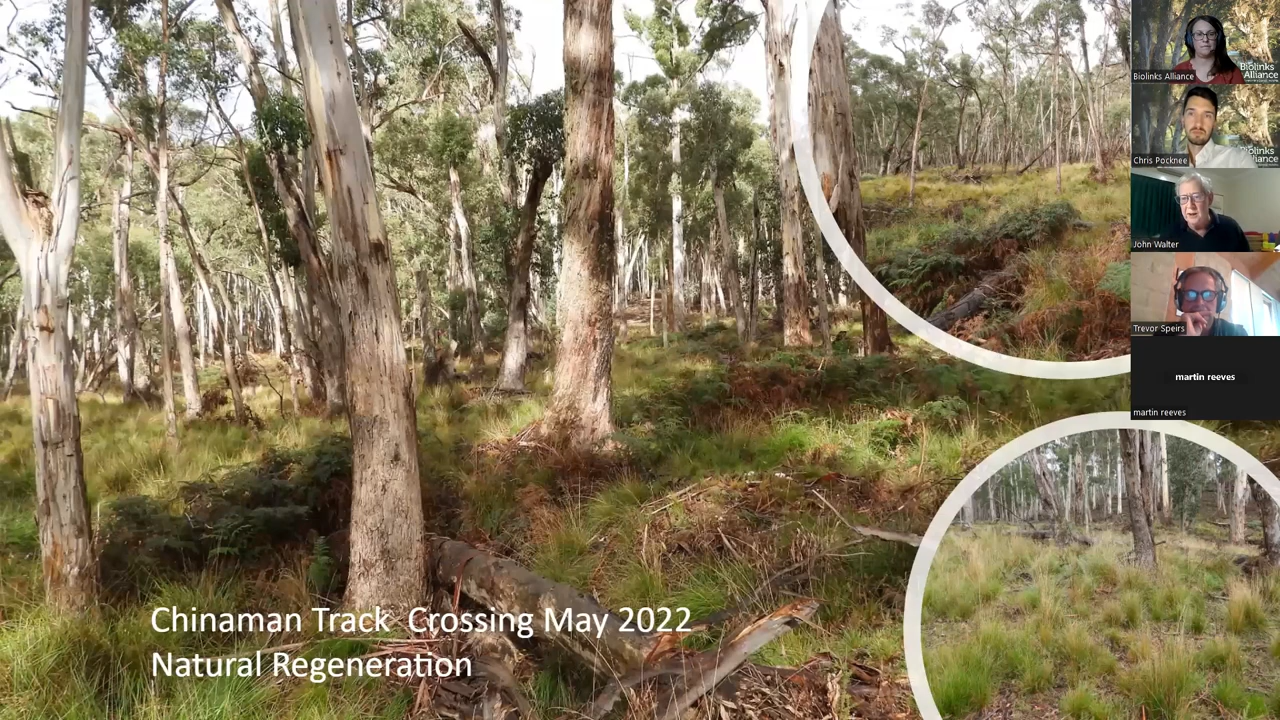 Chinaman Track Crossing May 2022
Natural Regeneration
Biolinks Alliance
Biolinks
Alliance
Chris Pocknee
Biolinks
Alliance
John Walter
Trevor Speirs
martin reeves
martin reeves